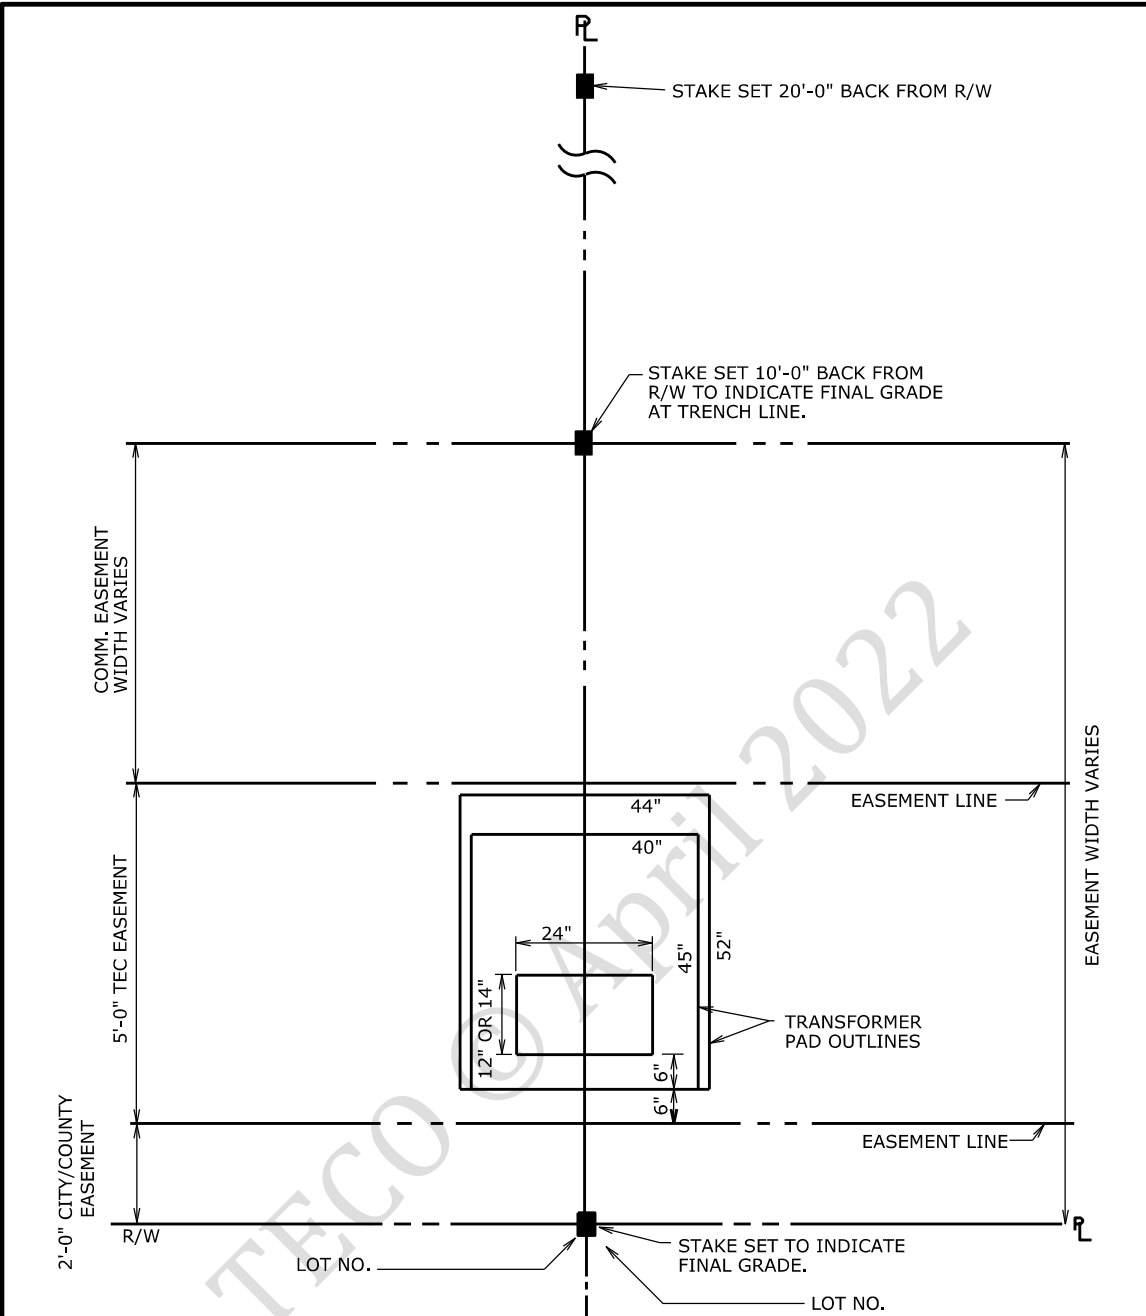 PL
STAKE SET 20'-0" BACK FROM R/W
STAKE SET 10'-0" BACK FROM
R/W TO INDICATE FINAL GRADE
AT TRENCH LINE.
COMM. EASEMENT
WIDTH VARIES
EASEMENT WIDTH VARIES
EASEMENT LINE
44"
40"
5'-0" TEC EASEMENT
24"
45"
52"
12" OR 14"
TRANSFORMER
PAD OUTLINES
6"
6"
EASEMENT LINE
2'-0" CITY/COUNTY
EASEMENT
R/W
PL
STAKE SET TO INDICATE
FINAL GRADE.
LOT NO.
LOT NO.
TECO © April 2022